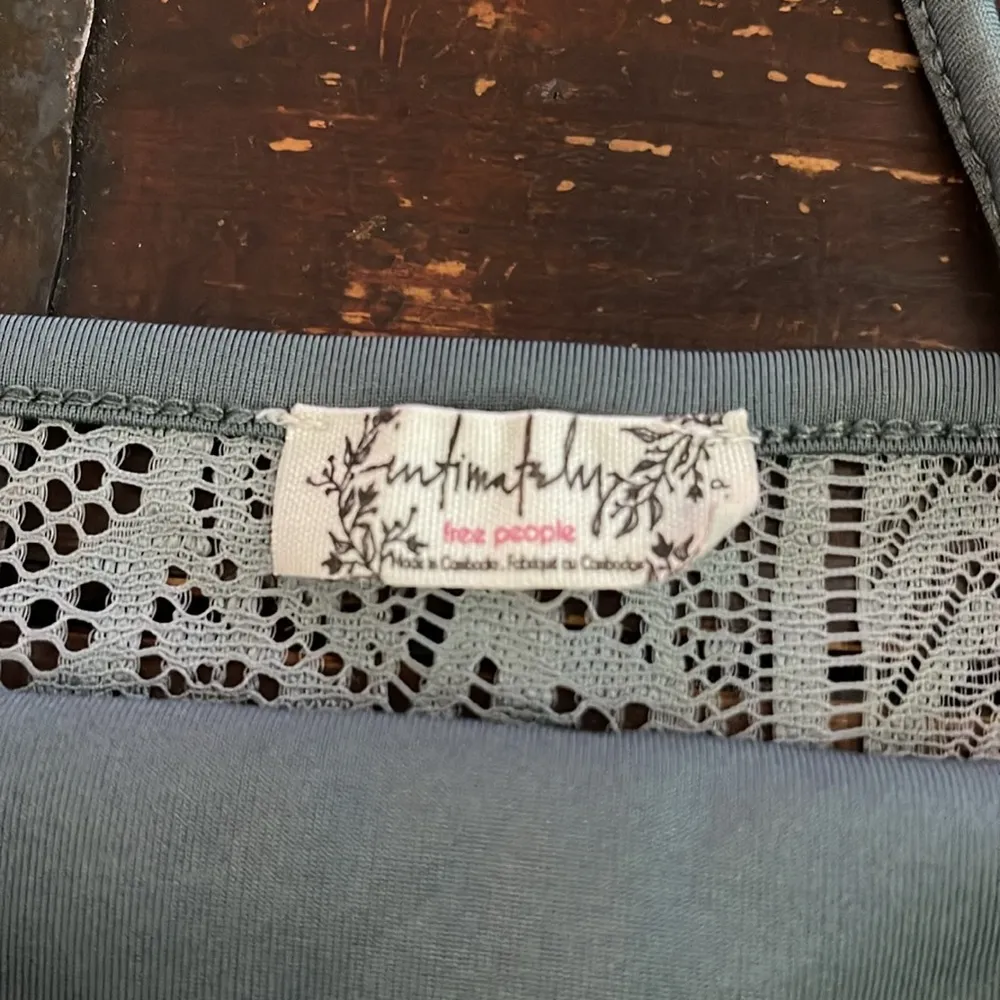 intimately
free people
Made in Cambodia. Fabriqué au Cambodge